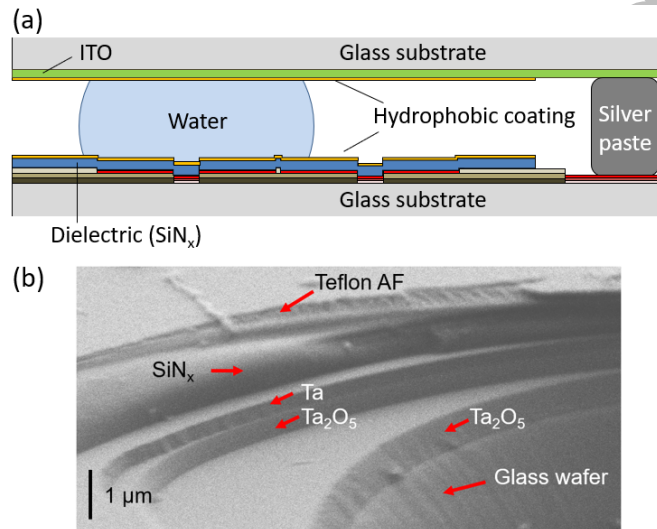 (a)
ITO
Glass substrate
Water
Hydrophobic coating
Silver
paste
Glass substrate
Dielectric (SiNₓ)
(b)
Teflon AF
SiNₓ
Ta
Ta₂O₅
Ta₂O₅
Glass wafer
1 μm